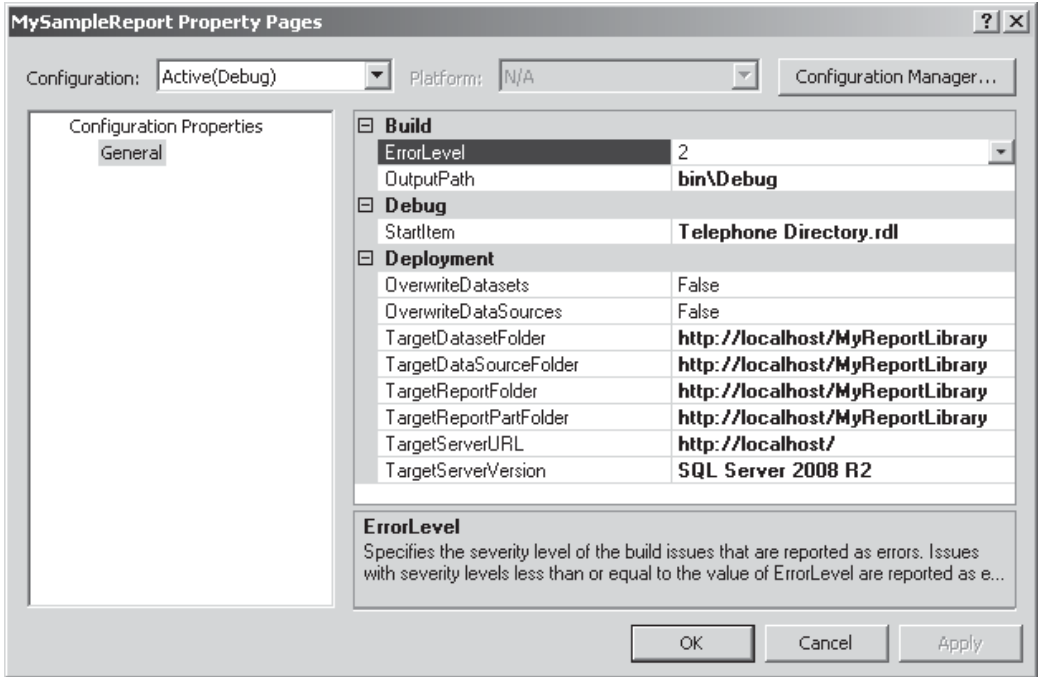 MySampleReport Property Pages
Configuration: Active(Debug) Platform: N/A Configuration Manager...
Configuration Properties
General
Build
ErrorLevel 2
OutputPath bin\Debug
Debug
StartItem Telephone Directory.rdl
Deployment
OverwriteDatasets False
OverwriteDataSources False
TargetDatasetFolder http://localhost/MyReportLibrary
TargetDataSourceFolder http://localhost/MyReportLibrary
TargetReportFolder http://localhost/MyReportLibrary
TargetReportPartFolder http://localhost/MyReportLibrary
TargetServerURL http://localhost/
TargetServerVersion SQL Server 2008 R2
ErrorLevel
Specifies the severity level of the build issues that are reported as errors. Issues
with severity levels less than or equal to the value of ErrorLevel are reported as e...
OK Cancel Apply